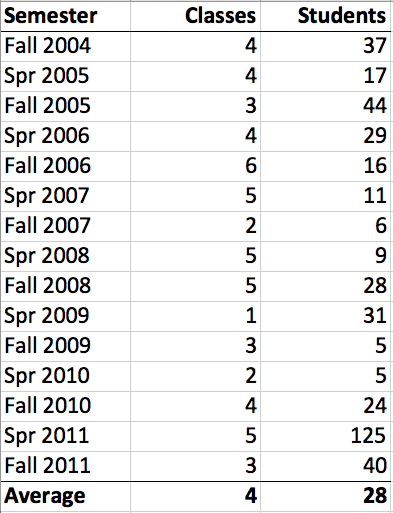 Semester Classes Students
Fall 2004 4 37
Spr 2005 4 17
Fall 2005 3 44
Spr 2006 4 29
Fall 2006 6 16
Spr 2007 5 11
Fall 2007 2 6
Spr 2008 5 9
Fall 2008 5 28
Spr 2009 1 31
Fall 2009 3 5
Spr 2010 2 5
Fall 2010 4 24
Spr 2011 5 125
Fall 2011 3 40
Average 4 28